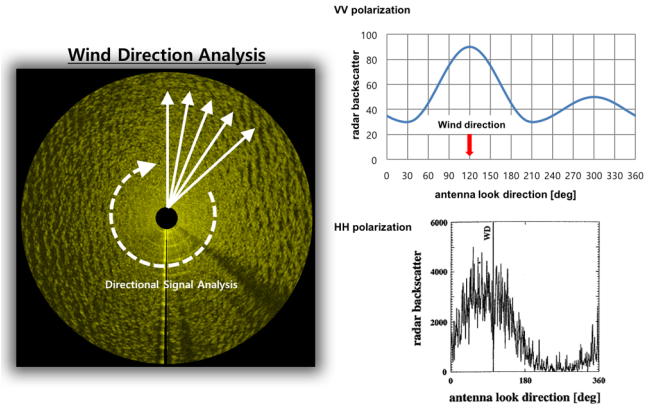 Wind Direction Analysis
Directional Signal Analysis
VV polarization
radar backscatter
100
80
60
40
20
0
Wind direction
0 30 60 90 120 150 180 210 240 270 300 330 360
antenna look direction [deg]
HH polarization
radar backscatter
6000
4000
2000
0
WD
0 180 360
antenna look direction [deg]